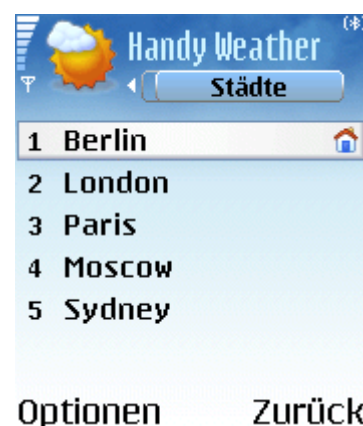 Handy Weather
Städte
1 Berlin
2 London
3 Paris
4 Moscow
5 Sydney
Optionen Zurück